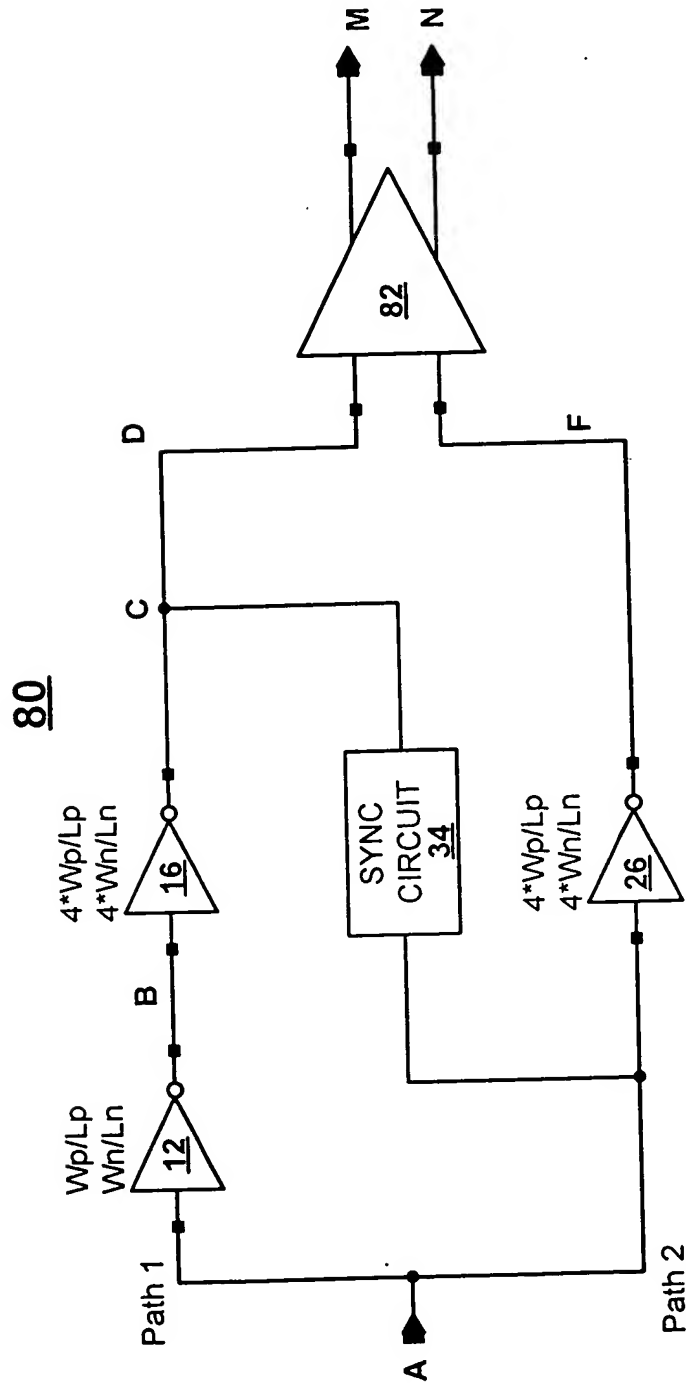 80
Path 1
Wp/Lp
Wn/Ln
12
B
4*Wp/Lp
4*Wn/Ln
16
C
D
A
SYNC
CIRCUIT
34
82
M
N
Path 2
4*Wp/Lp
4*Wn/Ln
26
F